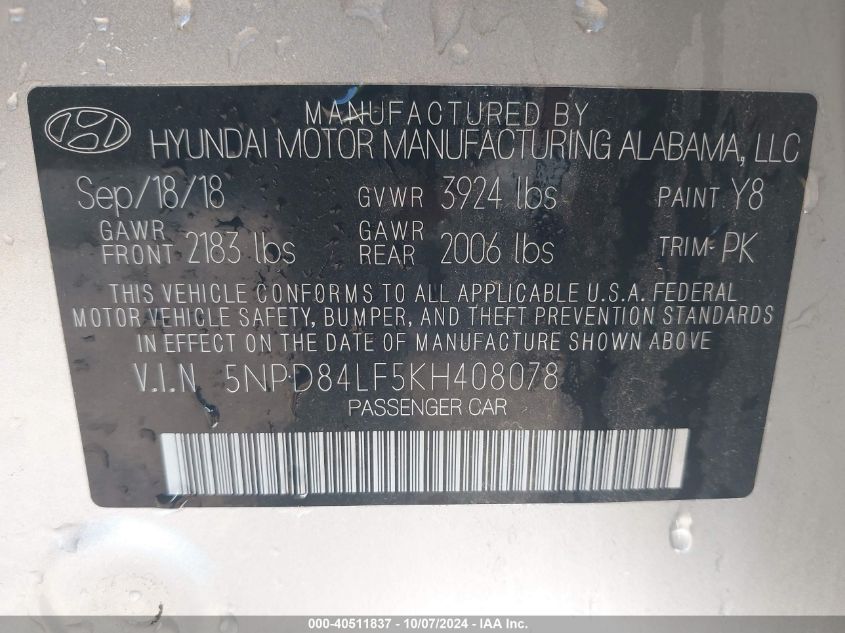 MANUFACTURED BY
HYUNDAI MOTOR MANUFACTURING ALABAMA, LLC
Sep/18/18 GVWR 3924 lbs PAINT Y8
GAWR FRONT 2183 lbs GAWR REAR 2006 lbs TRIM: PK
THIS VEHICLE CONFORMS TO ALL APPLICABLE U.S.A. FEDERAL
MOTOR VEHICLE SAFETY, BUMPER, AND THEFT PREVENTION STANDARDS
IN EFFECT ON THE DATE OF MANUFACTURE SHOWN ABOVE
V.I.N 5NPD84LF5KH408078
PASSENGER CAR
000-40511837 - 10/07/2024 - IAA Inc.